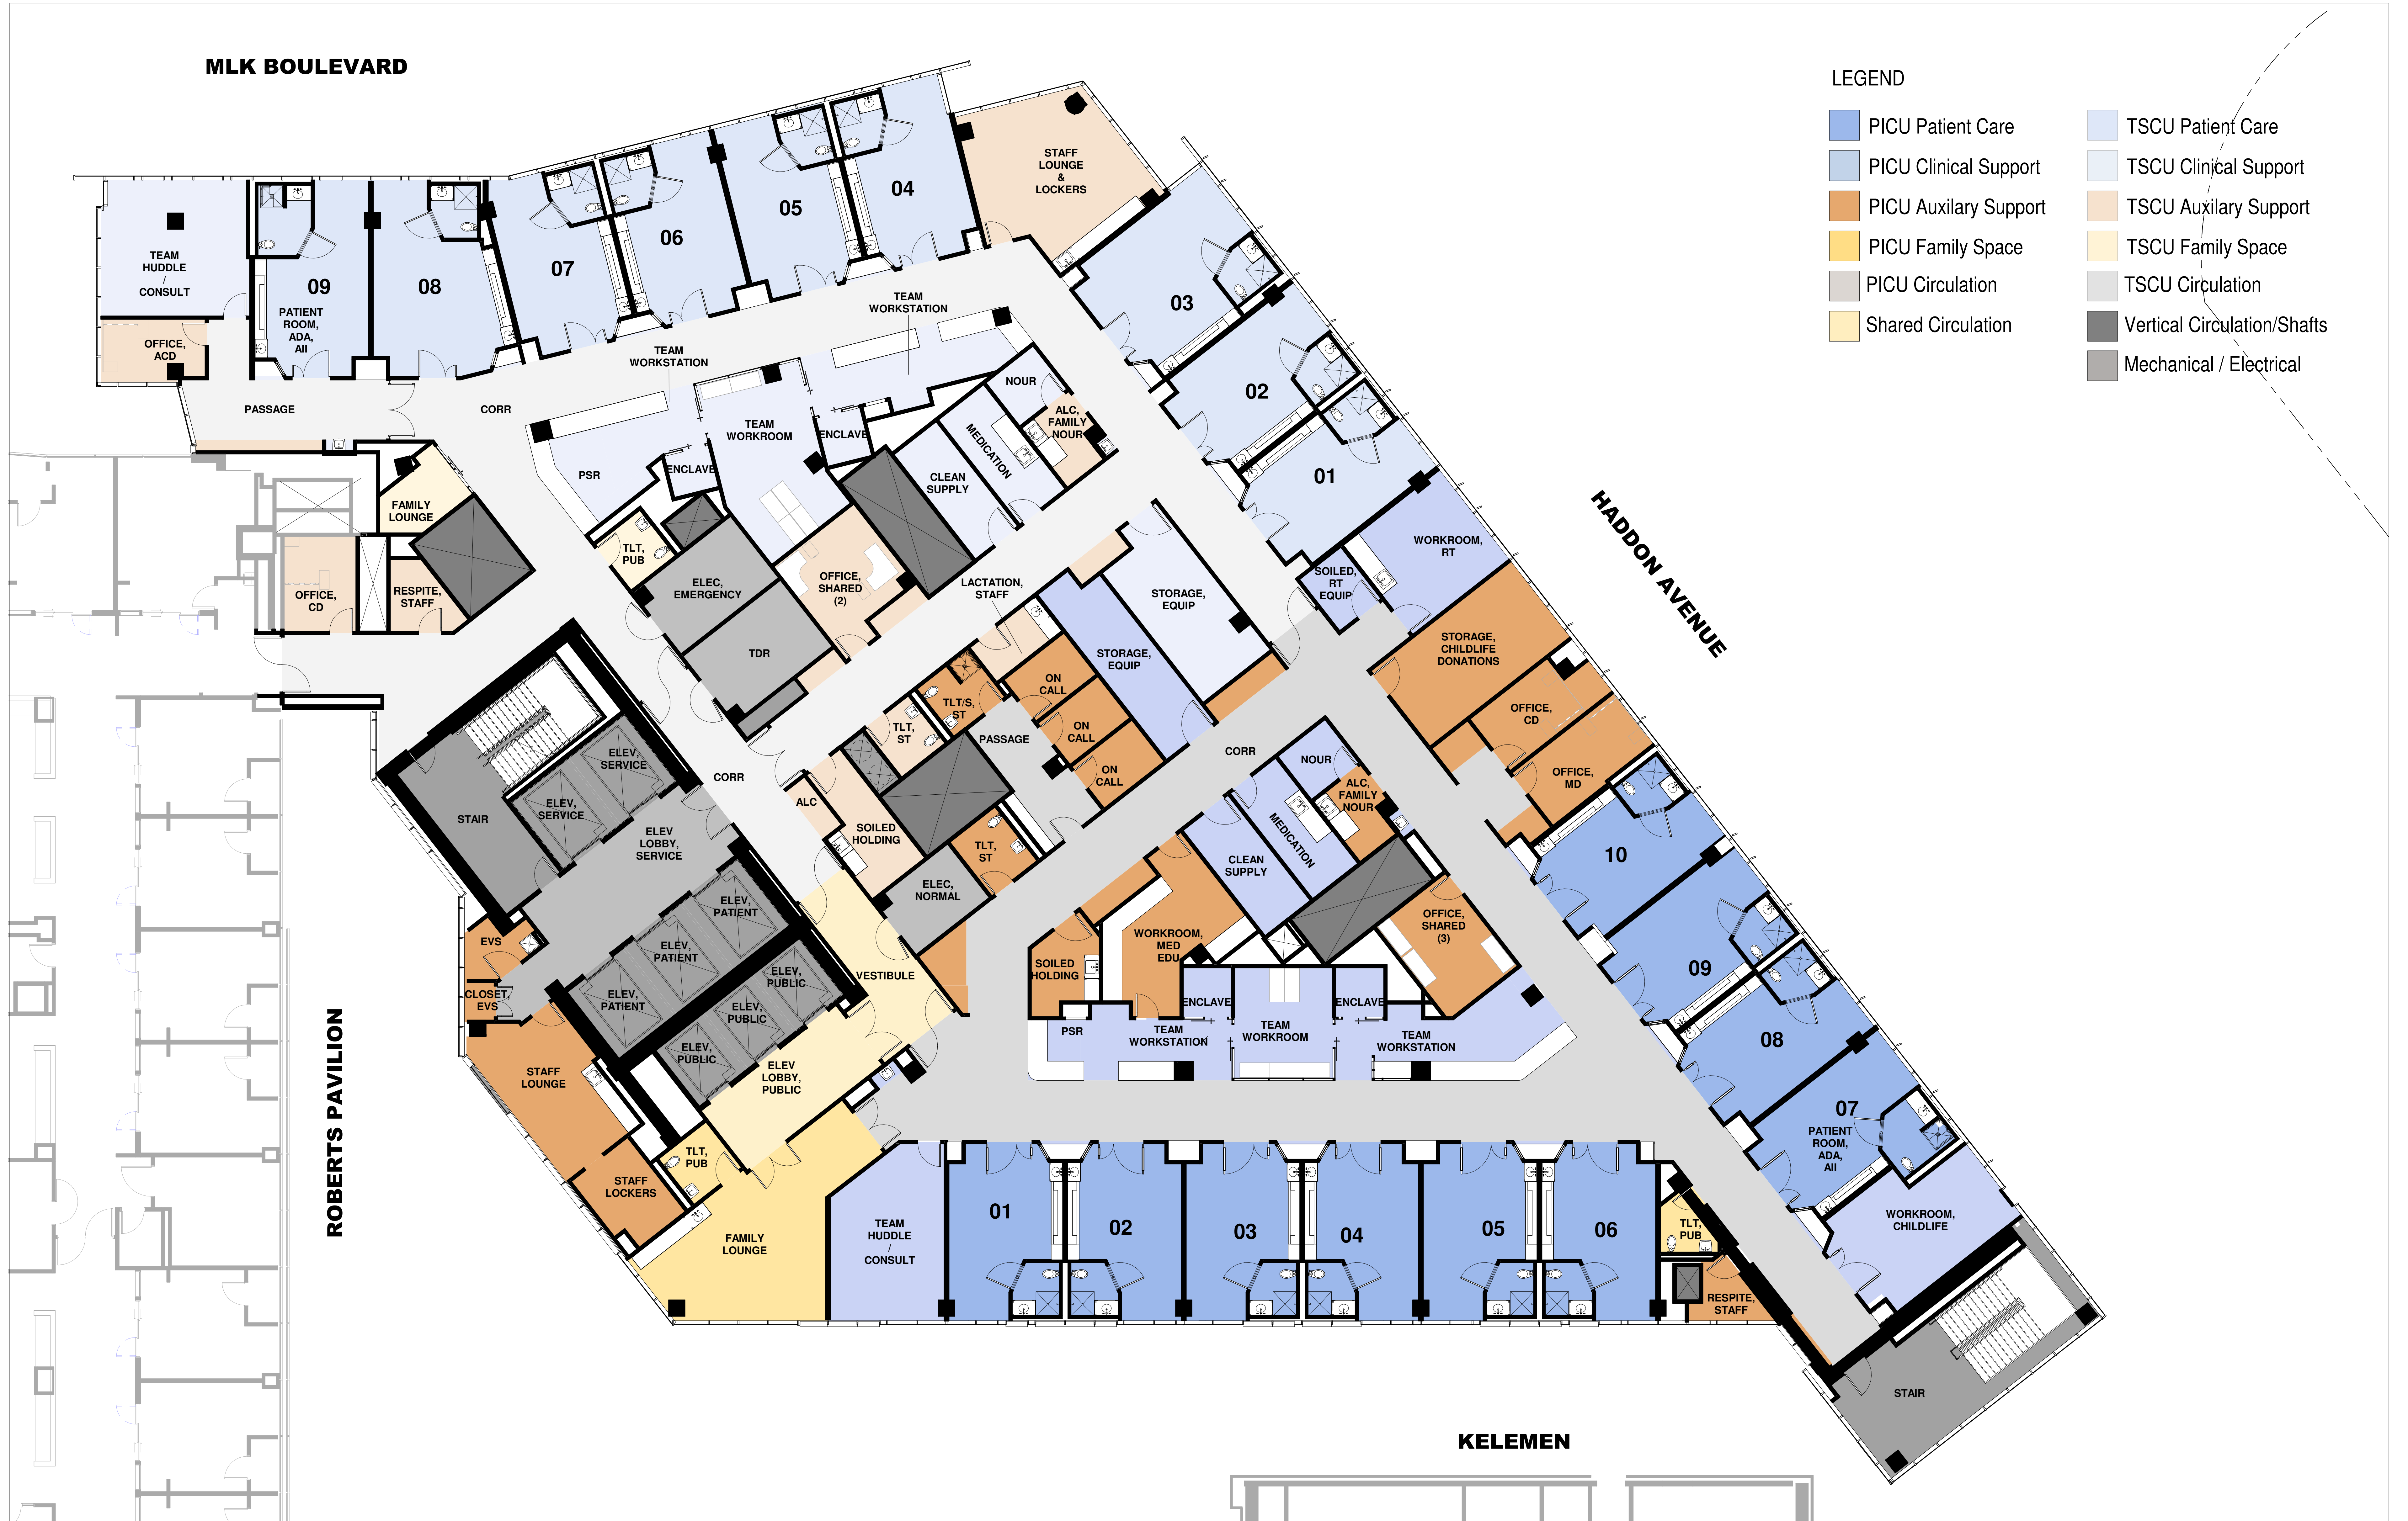 MLK BOULEVARD
LEGEND
PICU Patient Care
PICU Clinical Support
PICU Auxilary Support
PICU Family Space
PICU Circulation
Shared Circulation
TSCU Patient Care
TSCU Clinical Support
TSCU Auxilary Support
TSCU Family Space
TSCU Circulation
Vertical Circulation/Shafts
Mechanical / Electrical
TEAM
HUDDLE
/
CONSULT
OFFICE,
ACD
09
PATIENT
ROOM,
ADA,
AII
08
07
06
05
04
STAFF
LOUNGE
&
LOCKERS
03
02
01
PASSAGE
CORR
TEAM
WORKSTATION
TEAM
WORKSTATION
PSR
ENCLAVE
TEAM
WORKROOM
ENCLAVE
NOUR
ALC,
FAMILY
NOUR
MEDICATION
CLEAN
SUPPLY
FAMILY
LOUNGE
OFFICE,
CD
RESPITE,
STAFF
TLT,
PUB
ELEC,
EMERGENCY
TDR
OFFICE,
SHARED
(2)
LACTATION,
STAFF
STORAGE,
EQUIP
STORAGE,
EQUIP
SOILED,
RT
EQUIP
WORKROOM,
RT
HADDON AVENUE
STORAGE,
CHILDLIFE
DONATIONS
OFFICE,
CD
OFFICE,
MD
ON
CALL
ON
CALL
ON
CALL
TLT/S,
ST
TLT,
ST
PASSAGE
CORR
CORR
ALC
SOILED
HOLDING
TLT,
ST
ELEC,
NORMAL
STAIR
ELEV,
SERVICE
ELEV,
SERVICE
ELEV
LOBBY,
SERVICE
ELEV,
PATIENT
ELEV,
PATIENT
ELEV,
PATIENT
ELEV,
PUBLIC
ELEV,
PUBLIC
ELEV,
PUBLIC
EVS
CLOSET,
EVS
VESTIBULE
ELEV
LOBBY,
PUBLIC
STAFF
LOUNGE
STAFF
LOCKERS
TLT,
PUB
FAMILY
LOUNGE
ROBERTS PAVILION
NOUR
ALC,
FAMILY
NOUR
MEDICATION
CLEAN
SUPPLY
WORKROOM,
MED
EDU
SOILED
HOLDING
OFFICE,
SHARED
(3)
PSR
TEAM
WORKSTATION
ENCLAVE
TEAM
WORKROOM
ENCLAVE
TEAM
WORKSTATION
10
09
08
07
PATIENT
ROOM,
ADA,
AII
WORKROOM,
CHILDLIFE
TEAM
HUDDLE
/
CONSULT
01
02
03
04
05
06
TLT,
PUB
RESPITE,
STAFF
STAIR
KELEMEN